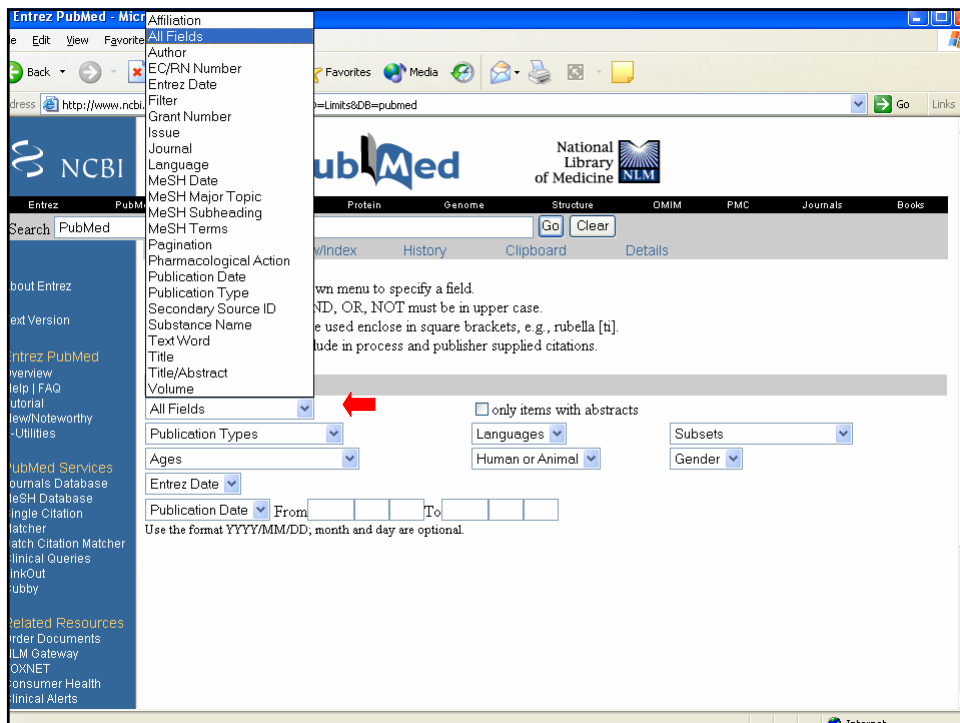 Entrez PubMed - Micr
Affiliation
All Fields
Author
EC/RN Number
Entrez Date
Filter
Grant Number
Issue
Journal
Language
MeSH Date
MeSH Major Topic
MeSH Subheading
MeSH Terms
Pagination
Pharmacological Action
Publication Date
Publication Type
Secondary Source ID
Substance Name
Text Word
Title
Title/Abstract
Volume
e Edit View Favorite
Back Favorites Media
dress http://www.ncbi. =Limits&DB=pubmed Go Links
NCBI ubMed National
Library
of Medicine NLM
Entrez PubM Protein Genome Structure OMIM PMC Journals Books
Search PubMed Go Clear
w/Index History Clipboard Details
wn menu to specify a field.
ND, OR, NOT must be in upper case.
e used enclose in square brackets, e.g., rubella [ti].
lude in process and publisher supplied citations.
bout Entrez
ext Version
Entrez PubMed
verview
elp | FAQ
utorial
ew/Noteworthy
-Utilities
PubMed Services
ournals Database
eSH Database
ingle Citation
atcher
atch Citation Matcher
linical Queries
inkOut
ubby
Related Resources
rder Documents
LM Gateway
OXNET
onsumer Health
linical Alerts
All Fields only items with abstracts
Publication Types Languages Subsets
Ages Human or Animal Gender
Entrez Date
Publication Date From To
Use the format YYYY/MM/DD; month and day are optional.